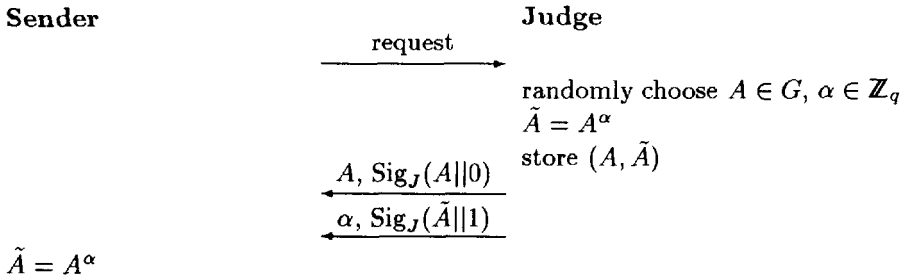 Sender Judge
request
randomly choose A ∈ G, α ∈ ℤ_q
Ã = A^α
store (A, Ã)
A, Sig_J(A||0)
α, Sig_J(Ã||1)
Ã = A^α